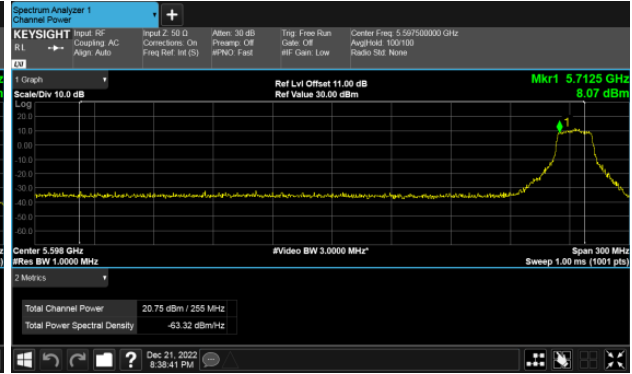 Spectrum Analyzer 1
Channel Power
+
KEYSIGHT Input: RF Input Z: 50 Ω Atten: 30 dB Trig: Free Run Center Freq: 5.597500000 GHz
RL Coupling: AC Corrections: On Preamp: Off Gate: Off Avg|Hold: 100/100
Align: Auto Freq Ref: Int (S) #PNO: Fast #IF Gain: Low Radio Std: None
LXI
1 Graph Ref Lvl Offset 11.00 dB Mkr1 5.7125 GHz
Scale/Div 10.0 dB Ref Value 30.00 dBm 8.07 dBm
Log
20.0
1
10.0
0.00
-10.0
-20.0
-30.0
-40.0
-50.0
-60.0
Center 5.598 GHz #Video BW 3.0000 MHz* Span 300 MHz
#Res BW 1.0000 MHz Sweep 1.00 ms (1001 pts)
2 Metrics
Total Channel Power 20.75 dBm / 255 MHz
Total Power Spectral Density -63.32 dBm/Hz
? Dec 21, 2022
8:38:41 PM